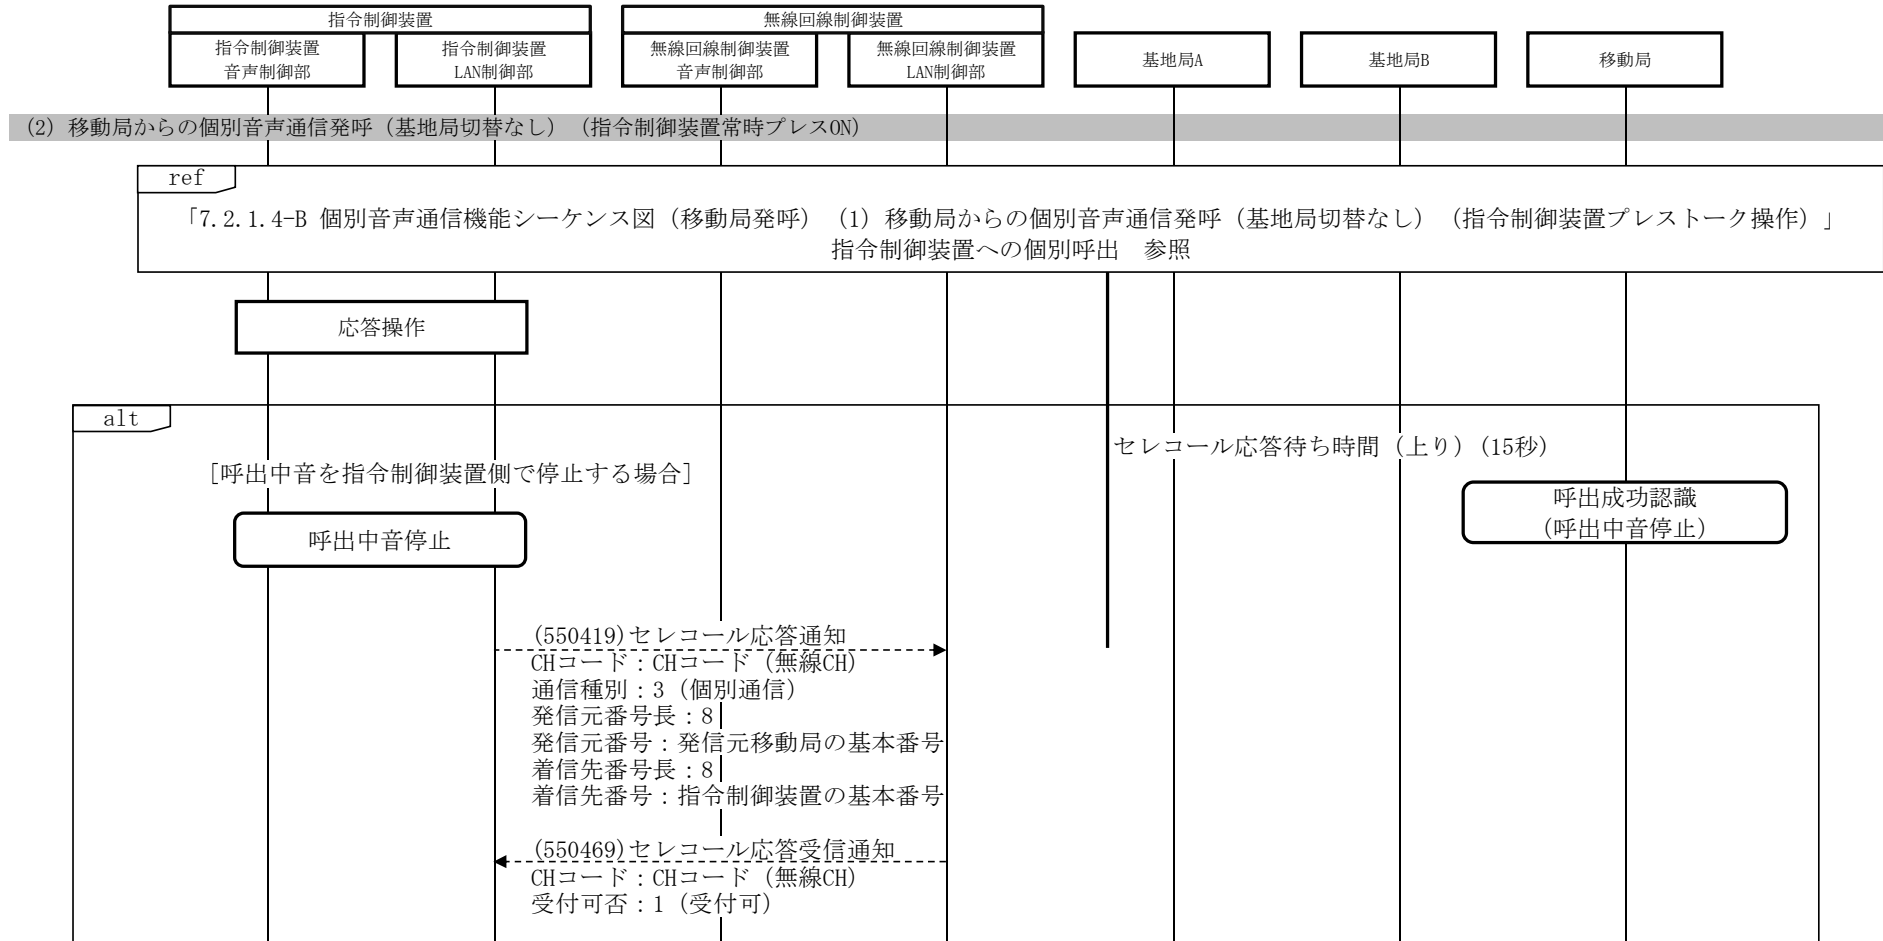 指令制御装置
無線回線制御装置
指令制御装置
音声制御部
指令制御装置
LAN制御部
無線回線制御装置
音声制御部
無線回線制御装置
LAN制御部
基地局A
基地局B
移動局
(2) 移動局からの個別音声通信発呼（基地局切替なし）（指令制御装置常時プレスON）
ref
「7.2.1.4-B 個別音声通信機能シーケンス図（移動局発呼）（1）移動局からの個別音声通信発呼（基地局切替なし）（指令制御装置プレストーク操作）」
指令制御装置への個別呼出　参照
応答操作
alt
セレコール応答待ち時間（上り）(15秒)
[呼出中音を指令制御装置側で停止する場合]
呼出成功認識
(呼出中音停止)
呼出中音停止
(550419)セレコール応答通知
CHコード：CHコード（無線CH)
通信種別：3（個別通信）
発信元番号長：8
発信元番号：発信元移動局の基本番号
着信先番号長：8
着信先番号：指令制御装置の基本番号
(550469)セレコール応答受信通知
CHコード：CHコード（無線CH)
受付可否：1（受付可）